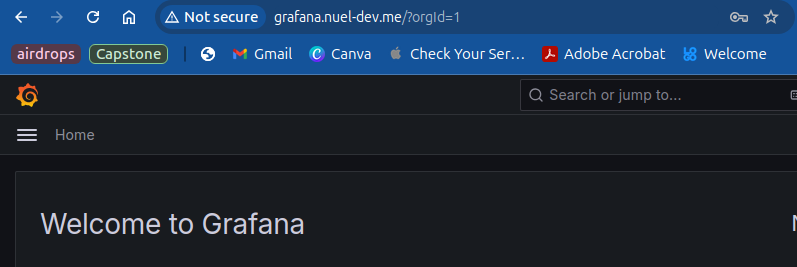 Not secure grafana.nuel-dev.me/?orgId=1
airdrops Capstone Gmail Canva Check Your Ser… Adobe Acrobat Welcome
Search or jump to...
Home
Welcome to Grafana